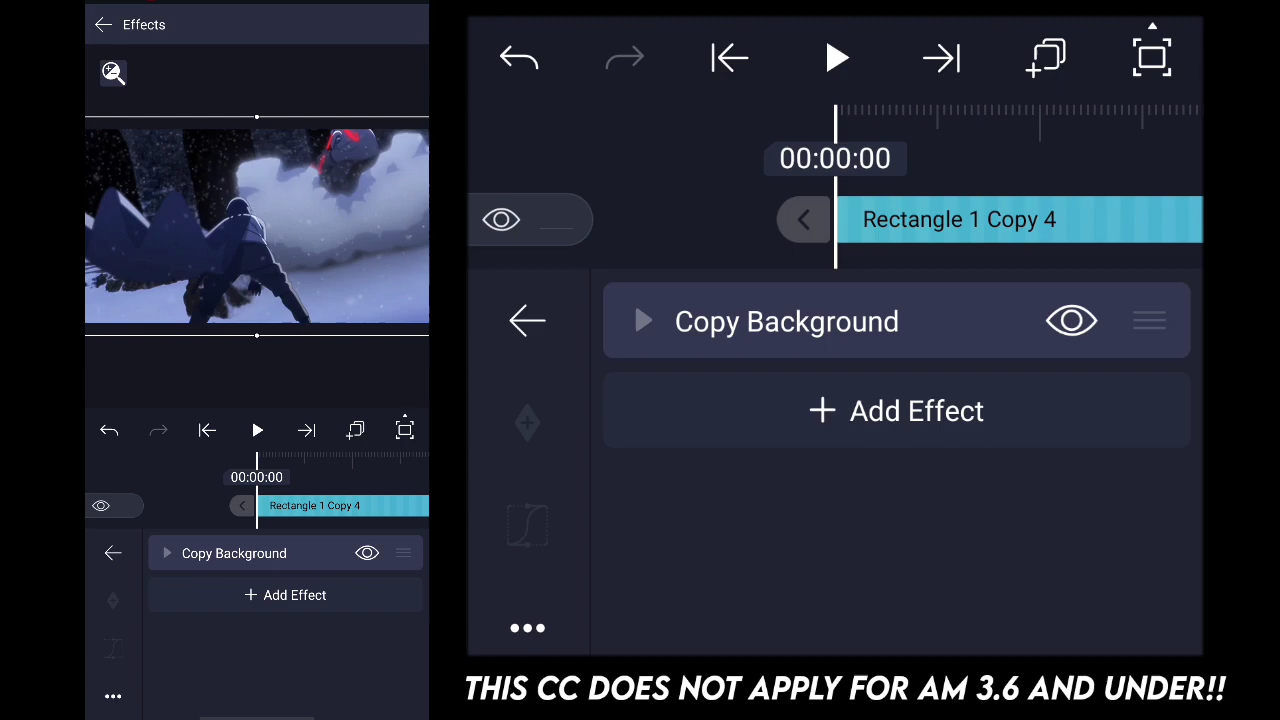 Effects
00:00:00
Rectangle 1 Copy 4
Copy Background
+ Add Effect
00:00:00
Rectangle 1 Copy 4
Copy Background
+ Add Effect
THIS CC DOES NOT APPLY FOR AM 3.6 AND UNDER!!